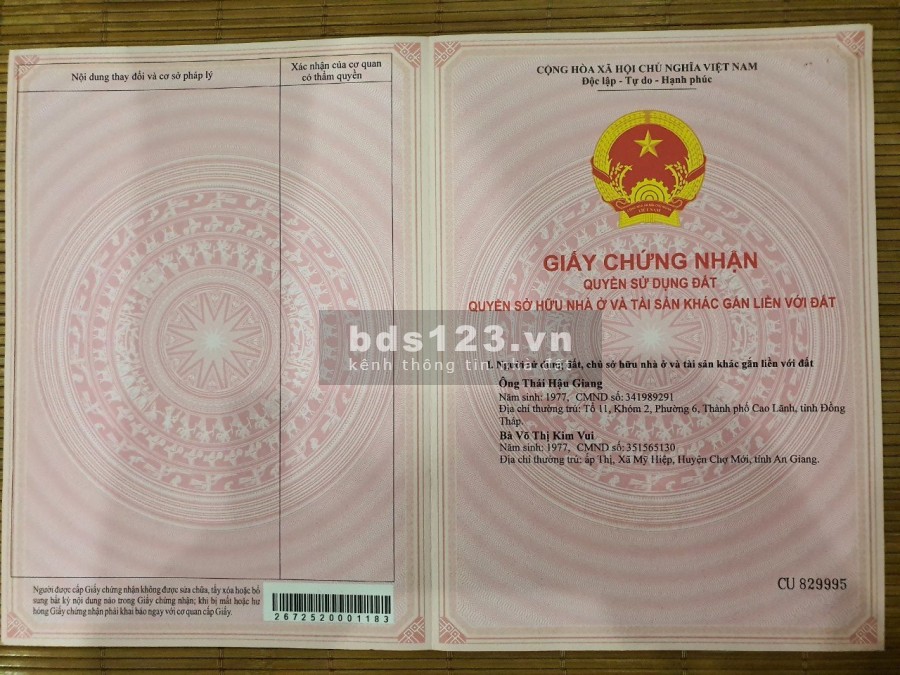 Nội dung thay đổi và cơ sở pháp lý
Xác nhận của cơ quan
có thẩm quyền
Người được cấp Giấy chứng nhận không được sửa chữa, tẩy xóa hoặc bổ
sung bất kỳ nội dung nào trong Giấy chứng nhận; khi bị mất hoặc hư
hỏng Giấy chứng nhận phải khai báo ngay với cơ quan cấp Giấy.
2672520001183
CỘNG HÒA XÃ HỘI CHỦ NGHĨA VIỆT NAM
Độc lập - Tự do - Hạnh phúc
VIỆT NAM
GIẤY CHỨNG NHẬN
QUYỀN SỬ DỤNG ĐẤT
QUYỀN SỞ HỮU NHÀ Ở VÀ TÀI SẢN KHÁC GẮN LIỀN VỚI ĐẤT
bds123.vn
kênh thông tin nhà đất
I. Người sử dụng đất, chủ sở hữu nhà ở và tài sản khác gắn liền với đất
Ông Thái Hậu Giang
Năm sinh: 1977, CMND số: 341989291
Địa chỉ thường trú: Tổ 11, Khóm 2, Phường 6, Thành phố Cao Lãnh, tỉnh Đồng
Tháp.
Bà Võ Thị Kim Vui
Năm sinh: 1977, CMND số: 351565130
Địa chỉ thường trú: ấp Thị, Xã Mỹ Hiệp, Huyện Chợ Mới, tỉnh An Giang.
CU 829995